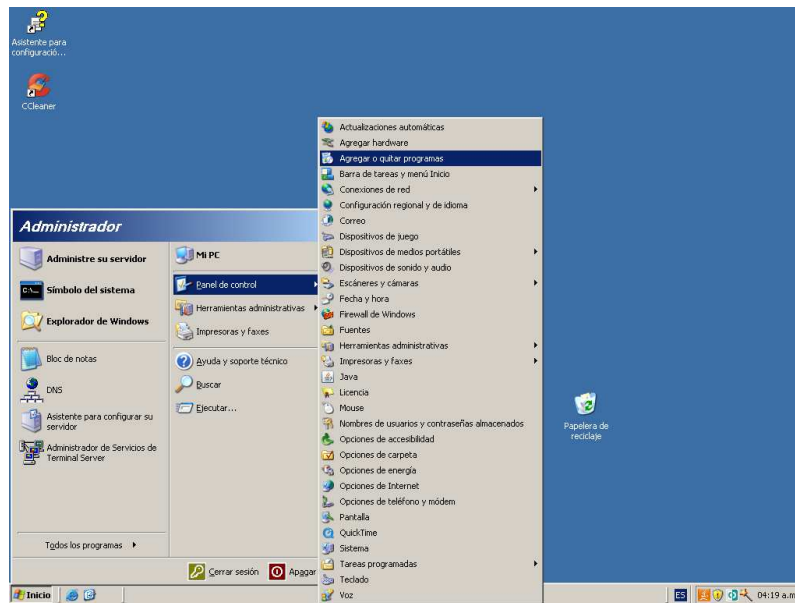 Asistente para
configuració...
CCleaner
Administrador
Administre su servidor
Símbolo del sistema
Explorador de Windows
Bloc de notas
DNS
Asistente para configurar su
servidor
Administrador de Servicios de
Terminal Server
Todos los programas
Mi PC
Panel de control
Herramientas administrativas
Impresoras y faxes
Ayuda y soporte técnico
Buscar
Ejecutar...
Cerrar sesión
Apagar
Actualizaciones automáticas
Agregar hardware
Agregar o quitar programas
Barra de tareas y menú Inicio
Conexiones de red
Configuración regional y de idioma
Correo
Dispositivos de juego
Dispositivos de medios portátiles
Dispositivos de sonido y audio
Escáneres y cámaras
Fecha y hora
Firewall de Windows
Fuentes
Herramientas administrativas
Impresoras y faxes
Java
Licencia
Mouse
Nombres de usuarios y contraseñas almacenados
Opciones de accesibilidad
Opciones de carpeta
Opciones de energía
Opciones de Internet
Opciones de teléfono y módem
Pantalla
QuickTime
Sistema
Tareas programadas
Teclado
Voz
Papelera de
reciclaje
Inicio
ES
04:19 a.m